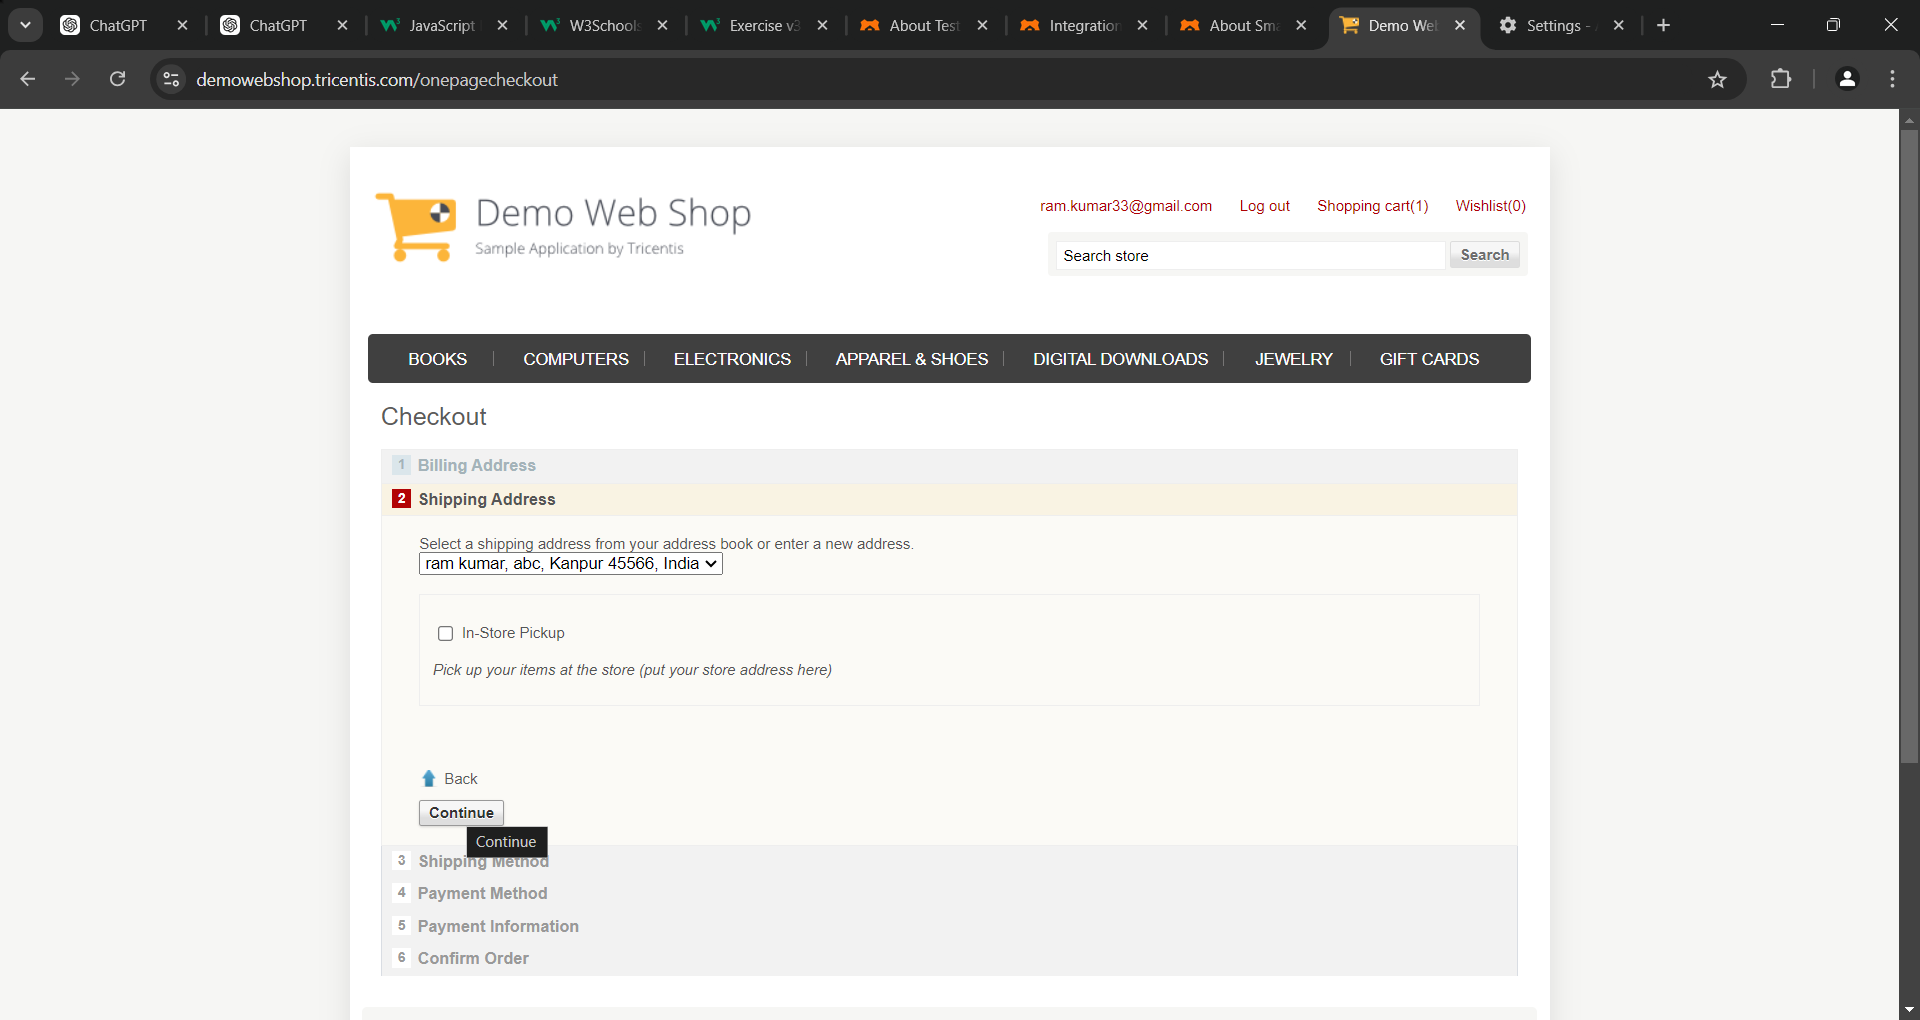 ChatGPT
ChatGPT
JavaScript
W3Schools
Exercise v3
About Test
Integration
About Sma
Demo Web
Settings -
demowebshop.tricentis.com/onepagecheckout
Demo Web Shop
Sample Application by Tricentis
ram.kumar33@gmail.com Log out Shopping cart(1) Wishlist(0)
Search store Search
BOOKS COMPUTERS ELECTRONICS APPAREL & SHOES DIGITAL DOWNLOADS JEWELRY GIFT CARDS
Checkout
1 Billing Address
2 Shipping Address
Select a shipping address from your address book or enter a new address.
ram kumar, abc, Kanpur 45566, India
In-Store Pickup
Pick up your items at the store (put your store address here)
Back
Continue
Continue
3 Shipping Method
4 Payment Method
5 Payment Information
6 Confirm Order